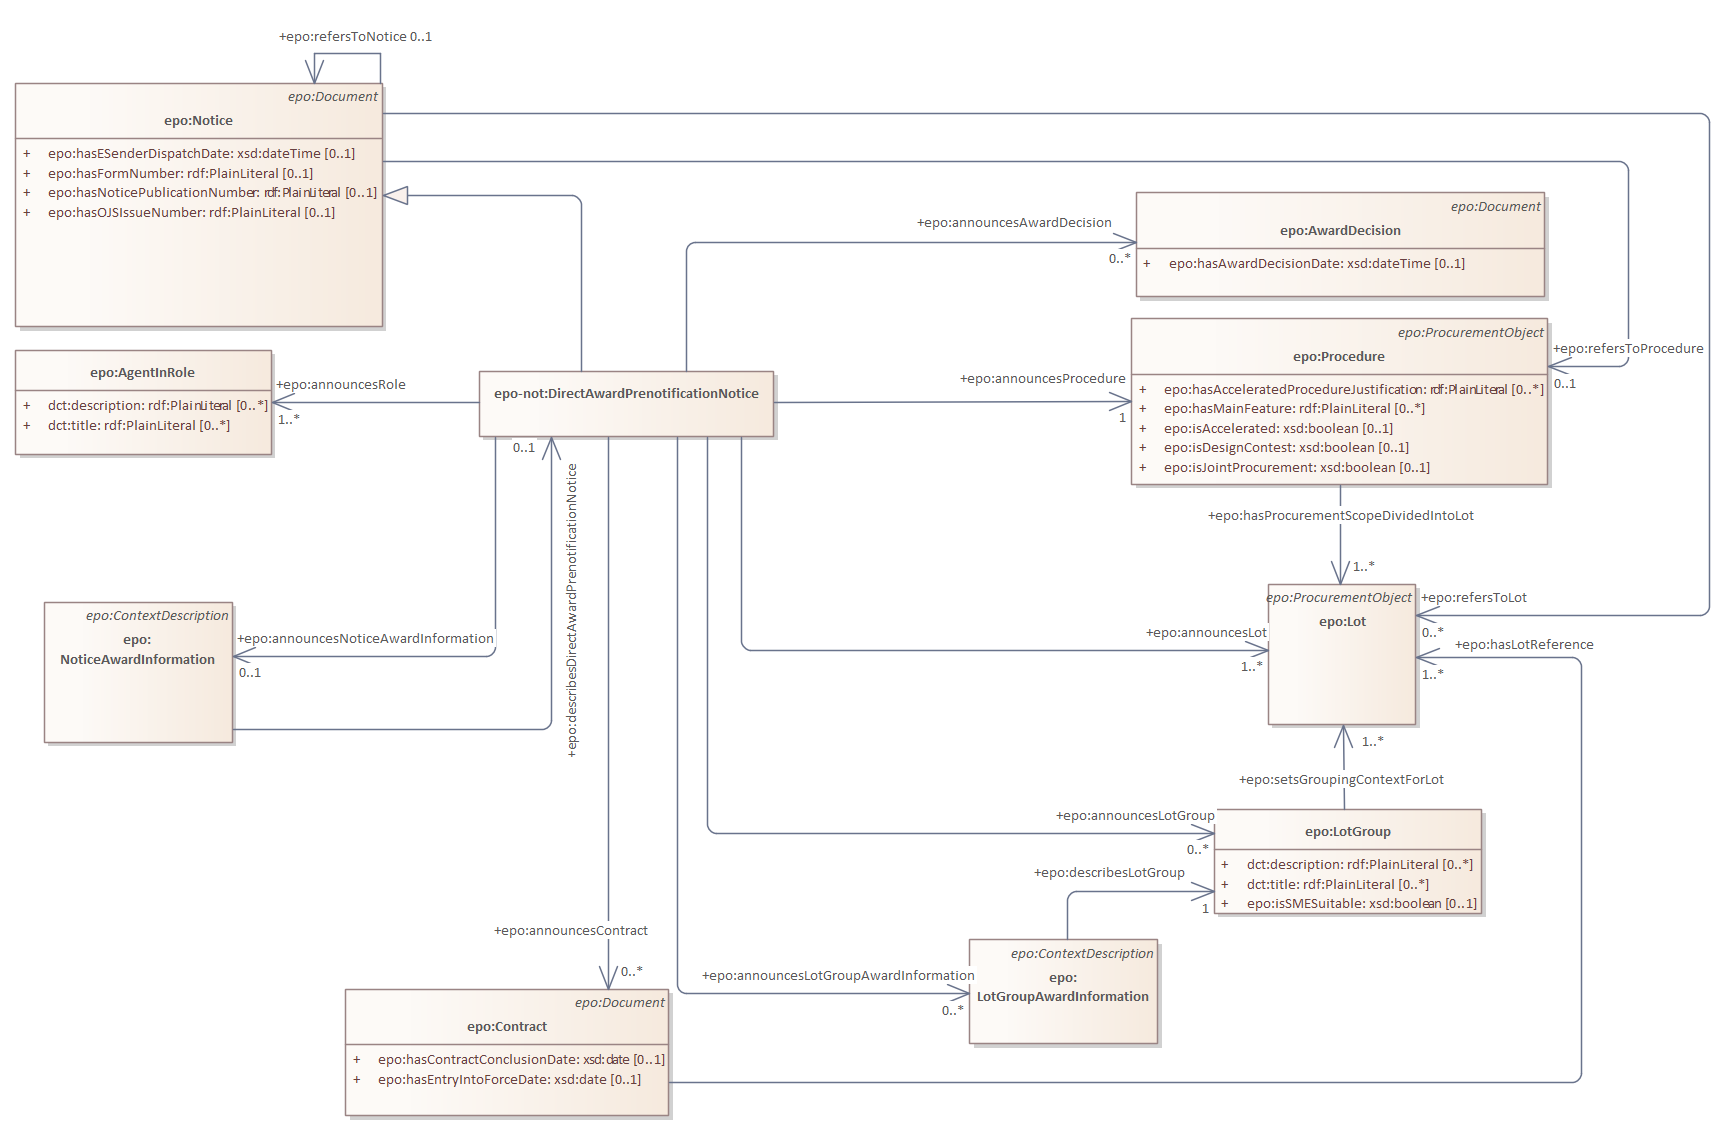 +epo:refersToNotice 0..1
epo:Document
epo:Notice
+ epo:hasESenderDispatchDate: xsd:dateTime [0..1]
+ epo:hasFormNumber: rdf:PlainLiteral [0..1]
+ epo:hasNoticePublicationNumber: rdf:PlainLiteral [0..1]
+ epo:hasOJSIssueNumber: rdf:PlainLiteral [0..1]
+epo:announcesAwardDecision
0..*
epo:Document
epo:AwardDecision
+ epo:hasAwardDecisionDate: xsd:dateTime [0..1]
epo:AgentInRole
+ dct:description: rdf:PlainLiteral [0..*]
+ dct:title: rdf:PlainLiteral [0..*]
+epo:announcesRole
1..*
epo-not:DirectAwardPrenotificationNotice
+epo:announcesProcedure
1
epo:ProcurementObject
epo:Procedure
+ epo:hasAcceleratedProcedureJustification: rdf:PlainLiteral [0..*]
+ epo:hasMainFeature: rdf:PlainLiteral [0..*]
+ epo:isAccelerated: xsd:boolean [0..1]
+ epo:isDesignContest: xsd:boolean [0..1]
+ epo:isJointProcurement: xsd:boolean [0..1]
+epo:refersToProcedure
0..1
0..1
+epo:describesDirectAwardPrenotificationNotice
+epo:hasProcurementScopeDividedIntoLot
1..*
epo:ContextDescription
epo:
NoticeAwardInformation
+epo:announcesNoticeAwardInformation
0..1
+epo:announcesLot
1..*
epo:ProcurementObject
epo:Lot
+epo:refersToLot
0..*
+epo:hasLotReference
1..*
1..*
+epo:setsGroupingContextForLot
+epo:announcesLotGroup
0..*
epo:LotGroup
+ dct:description: rdf:PlainLiteral [0..*]
+ dct:title: rdf:PlainLiteral [0..*]
+ epo:isSMESuitable: xsd:boolean [0..1]
+epo:describesLotGroup
1
+epo:announcesContract
0..*
+epo:announcesLotGroupAwardInformation
0..*
epo:ContextDescription
epo:
LotGroupAwardInformation
epo:Document
epo:Contract
+ epo:hasContractConclusionDate: xsd:date [0..1]
+ epo:hasEntryIntoForceDate: xsd:date [0..1]